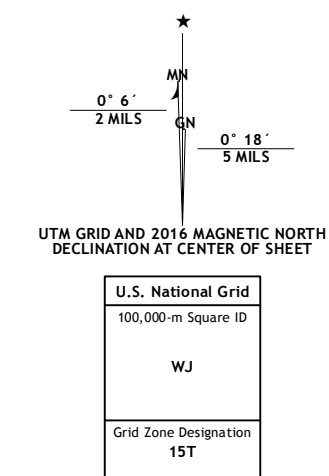 ★
MN
0° 6´
2 MILS
GN
0° 18´
5 MILS
UTM GRID AND 2016 MAGNETIC NORTH
DECLINATION AT CENTER OF SHEET
U.S. National Grid
100,000-m Square ID
WJ
Grid Zone Designation
15T